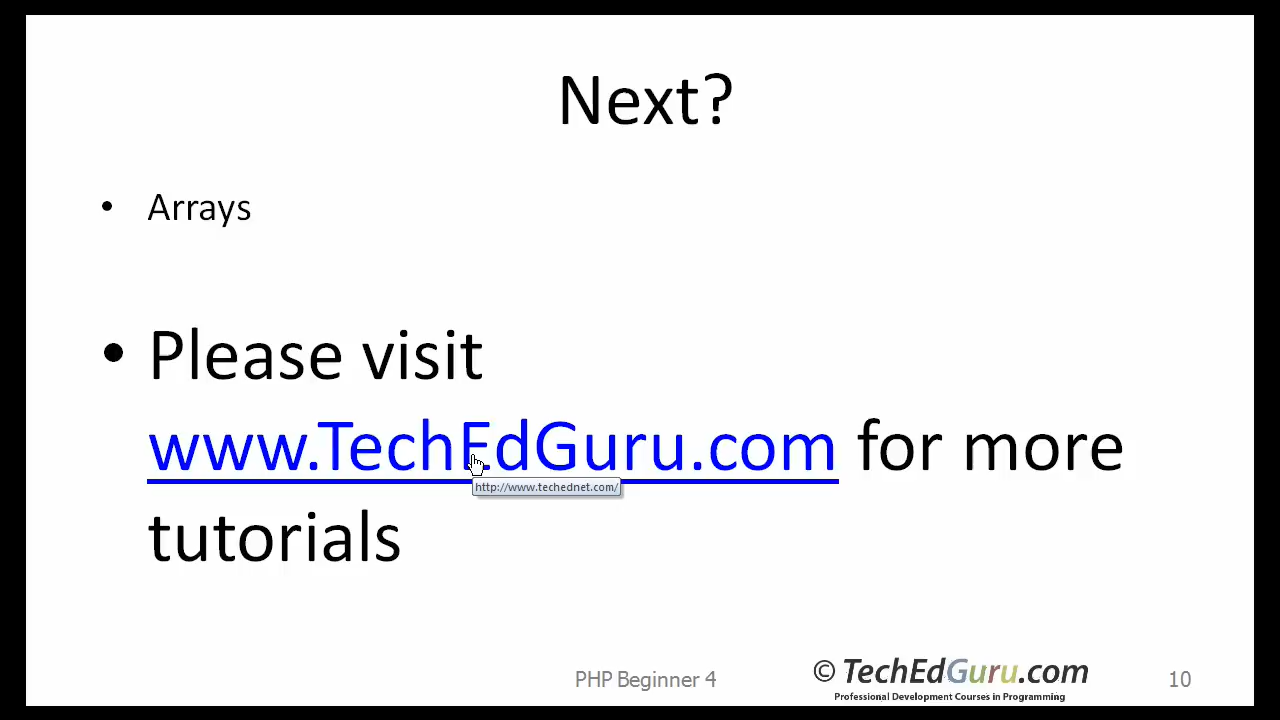 Next?
• Arrays
• Please visit
www.TechEdGuru.com for more
http://www.technednet.com/
tutorials
PHP Beginner 4
© TechEdGuru.com
Professional Development Courses in Programming
10